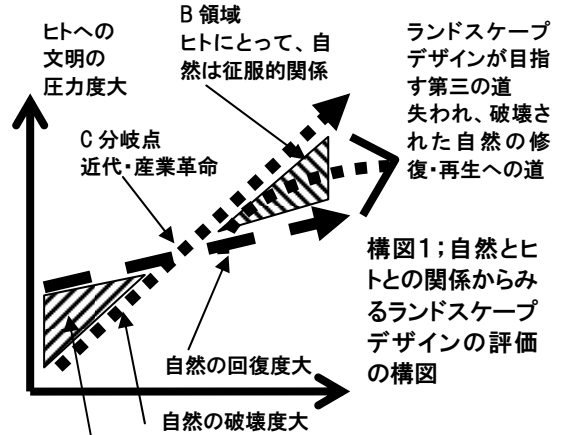 B 領域
ヒトにとって、自
然は征服的関係
ヒトへの
文明の
圧力度大
ランドスケープ
デザインが目指
す第三の道
失われ、破壊さ
れた自然の修
復・再生への道
C 分岐点
近代・産業革命
構図1;自然とヒ
トとの関係からみ
るランドスケープ
デザインの評価
の構図
自然の回復度大
自然の破壊度大